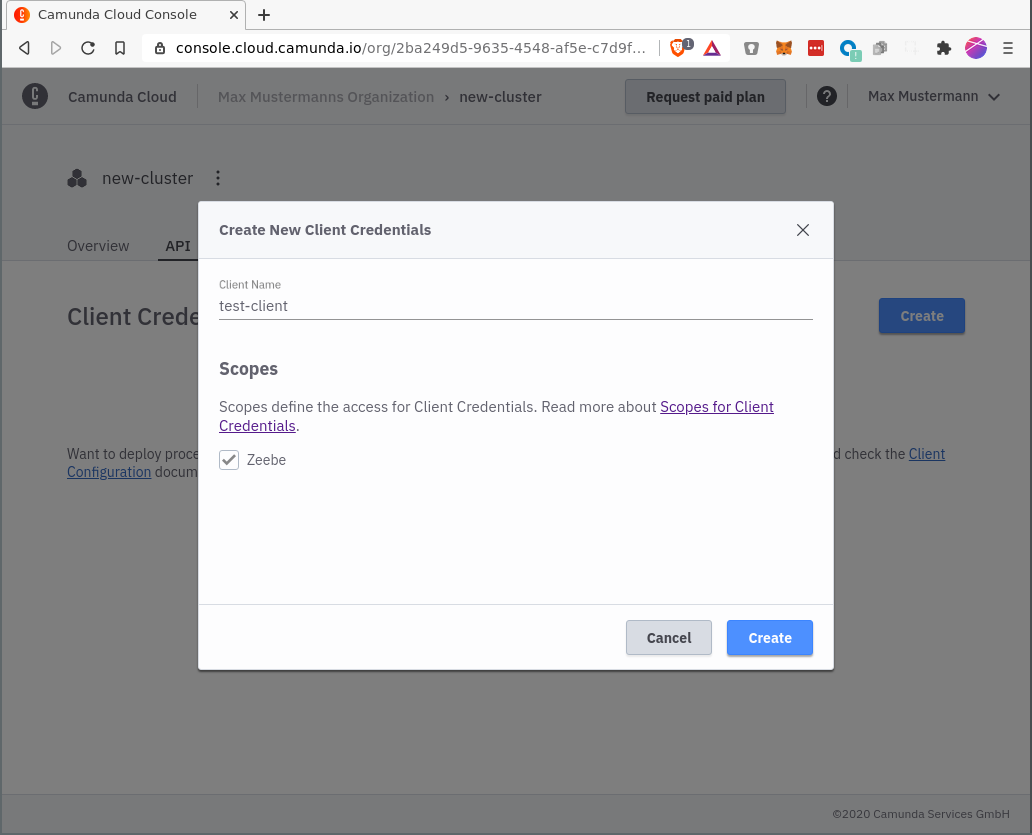 Camunda Cloud Console
console.cloud.camunda.io/org/2ba249d5-9635-4548-af5e-c7d9f...
1
Camunda Cloud
Max Mustermanns Organization › new-cluster
Request paid plan
?
Max Mustermann
new-cluster
Overview
API
Create New Client Credentials
Client Name
test-client
Client Crede
Create
Scopes
Scopes define the access for Client Credentials. Read more about Scopes for Client
Credentials.
Want to deploy proce
d check the Client
Configuration docum
Zeebe
Cancel
Create
©2020 Camunda Services GmbH